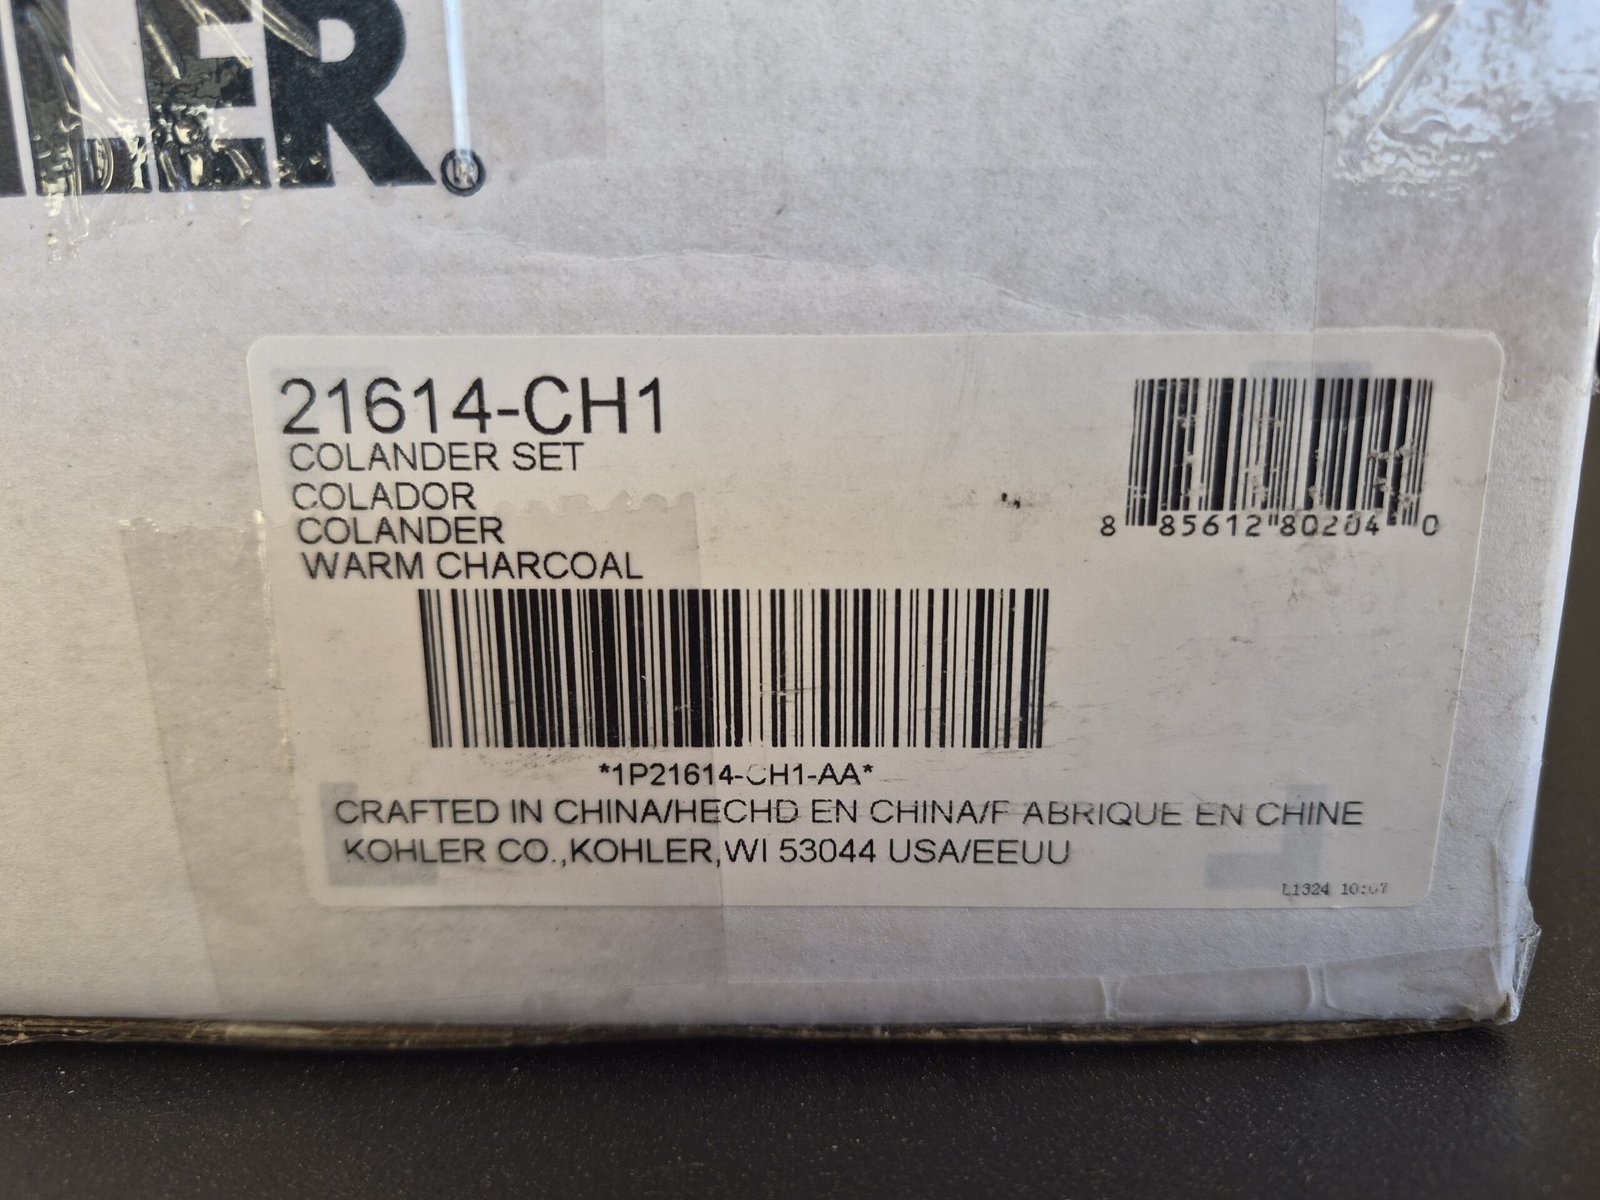 HLER®
21614-CH1
COLANDER SET
COLADOR
COLANDER
WARM CHARCOAL
8 85612 80204 0
*1P21614-CH1-AA*
CRAFTED IN CHINA/HECHO EN CHINA/F ABRIQUE EN CHINE
KOHLER CO.,KOHLER,WI 53044 USA/EEUU
L1324 10:07